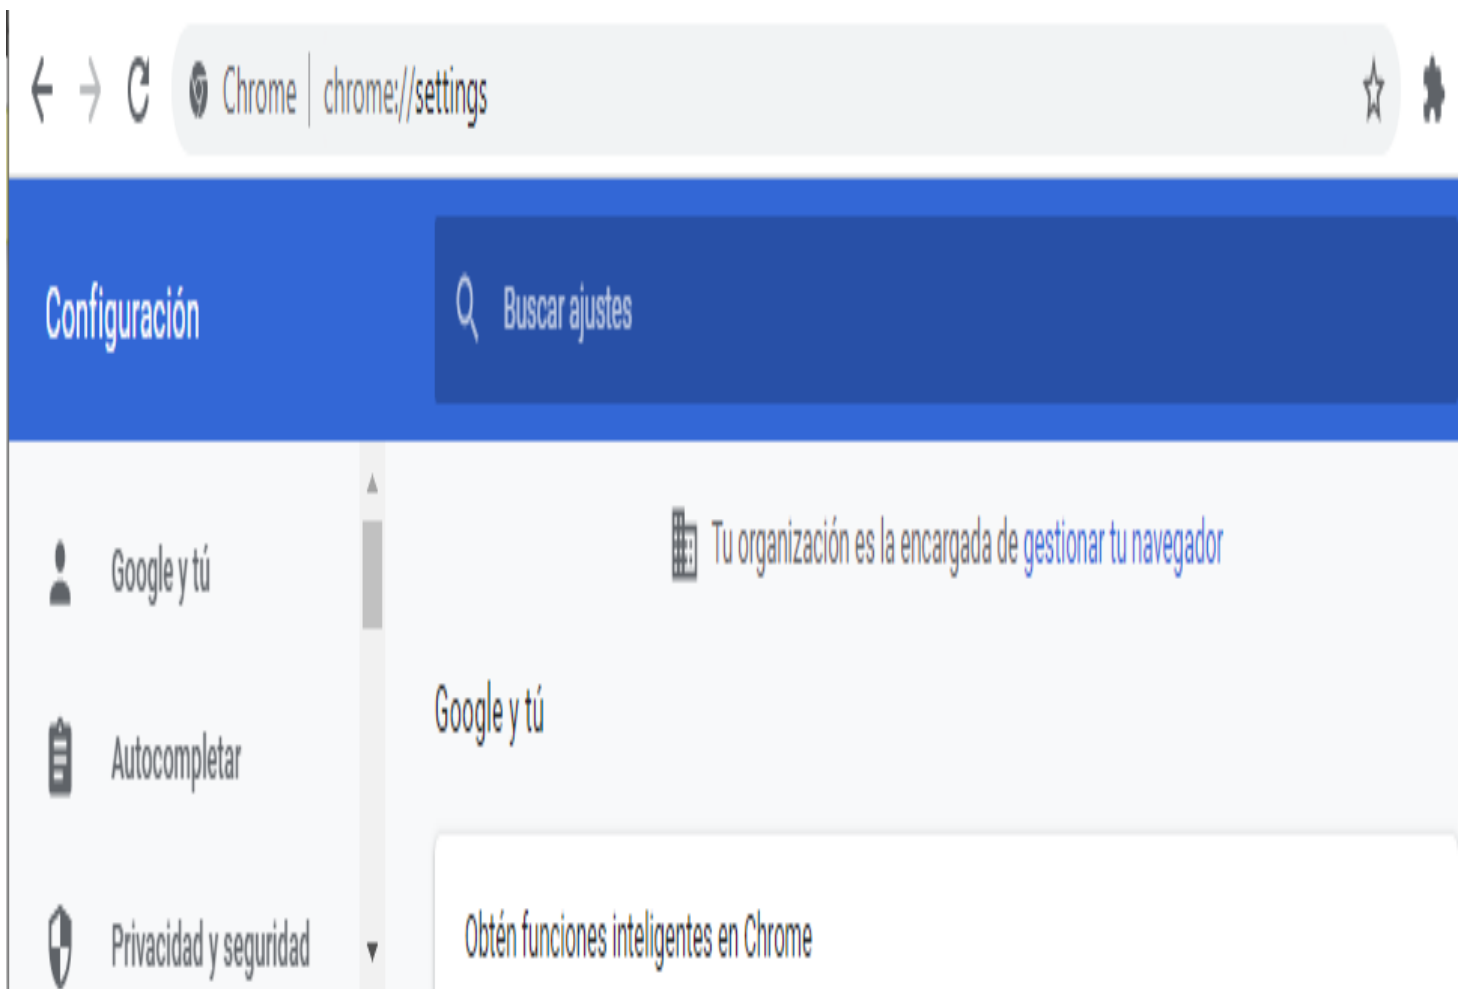 Chrome | chrome://settings
Configuración
Buscar ajustes
Tu organización es la encargada de gestionar tu navegador
Google y tú
Autocompletar
Privacidad y seguridad
Google y tú
Obtén funciones inteligentes en Chrome